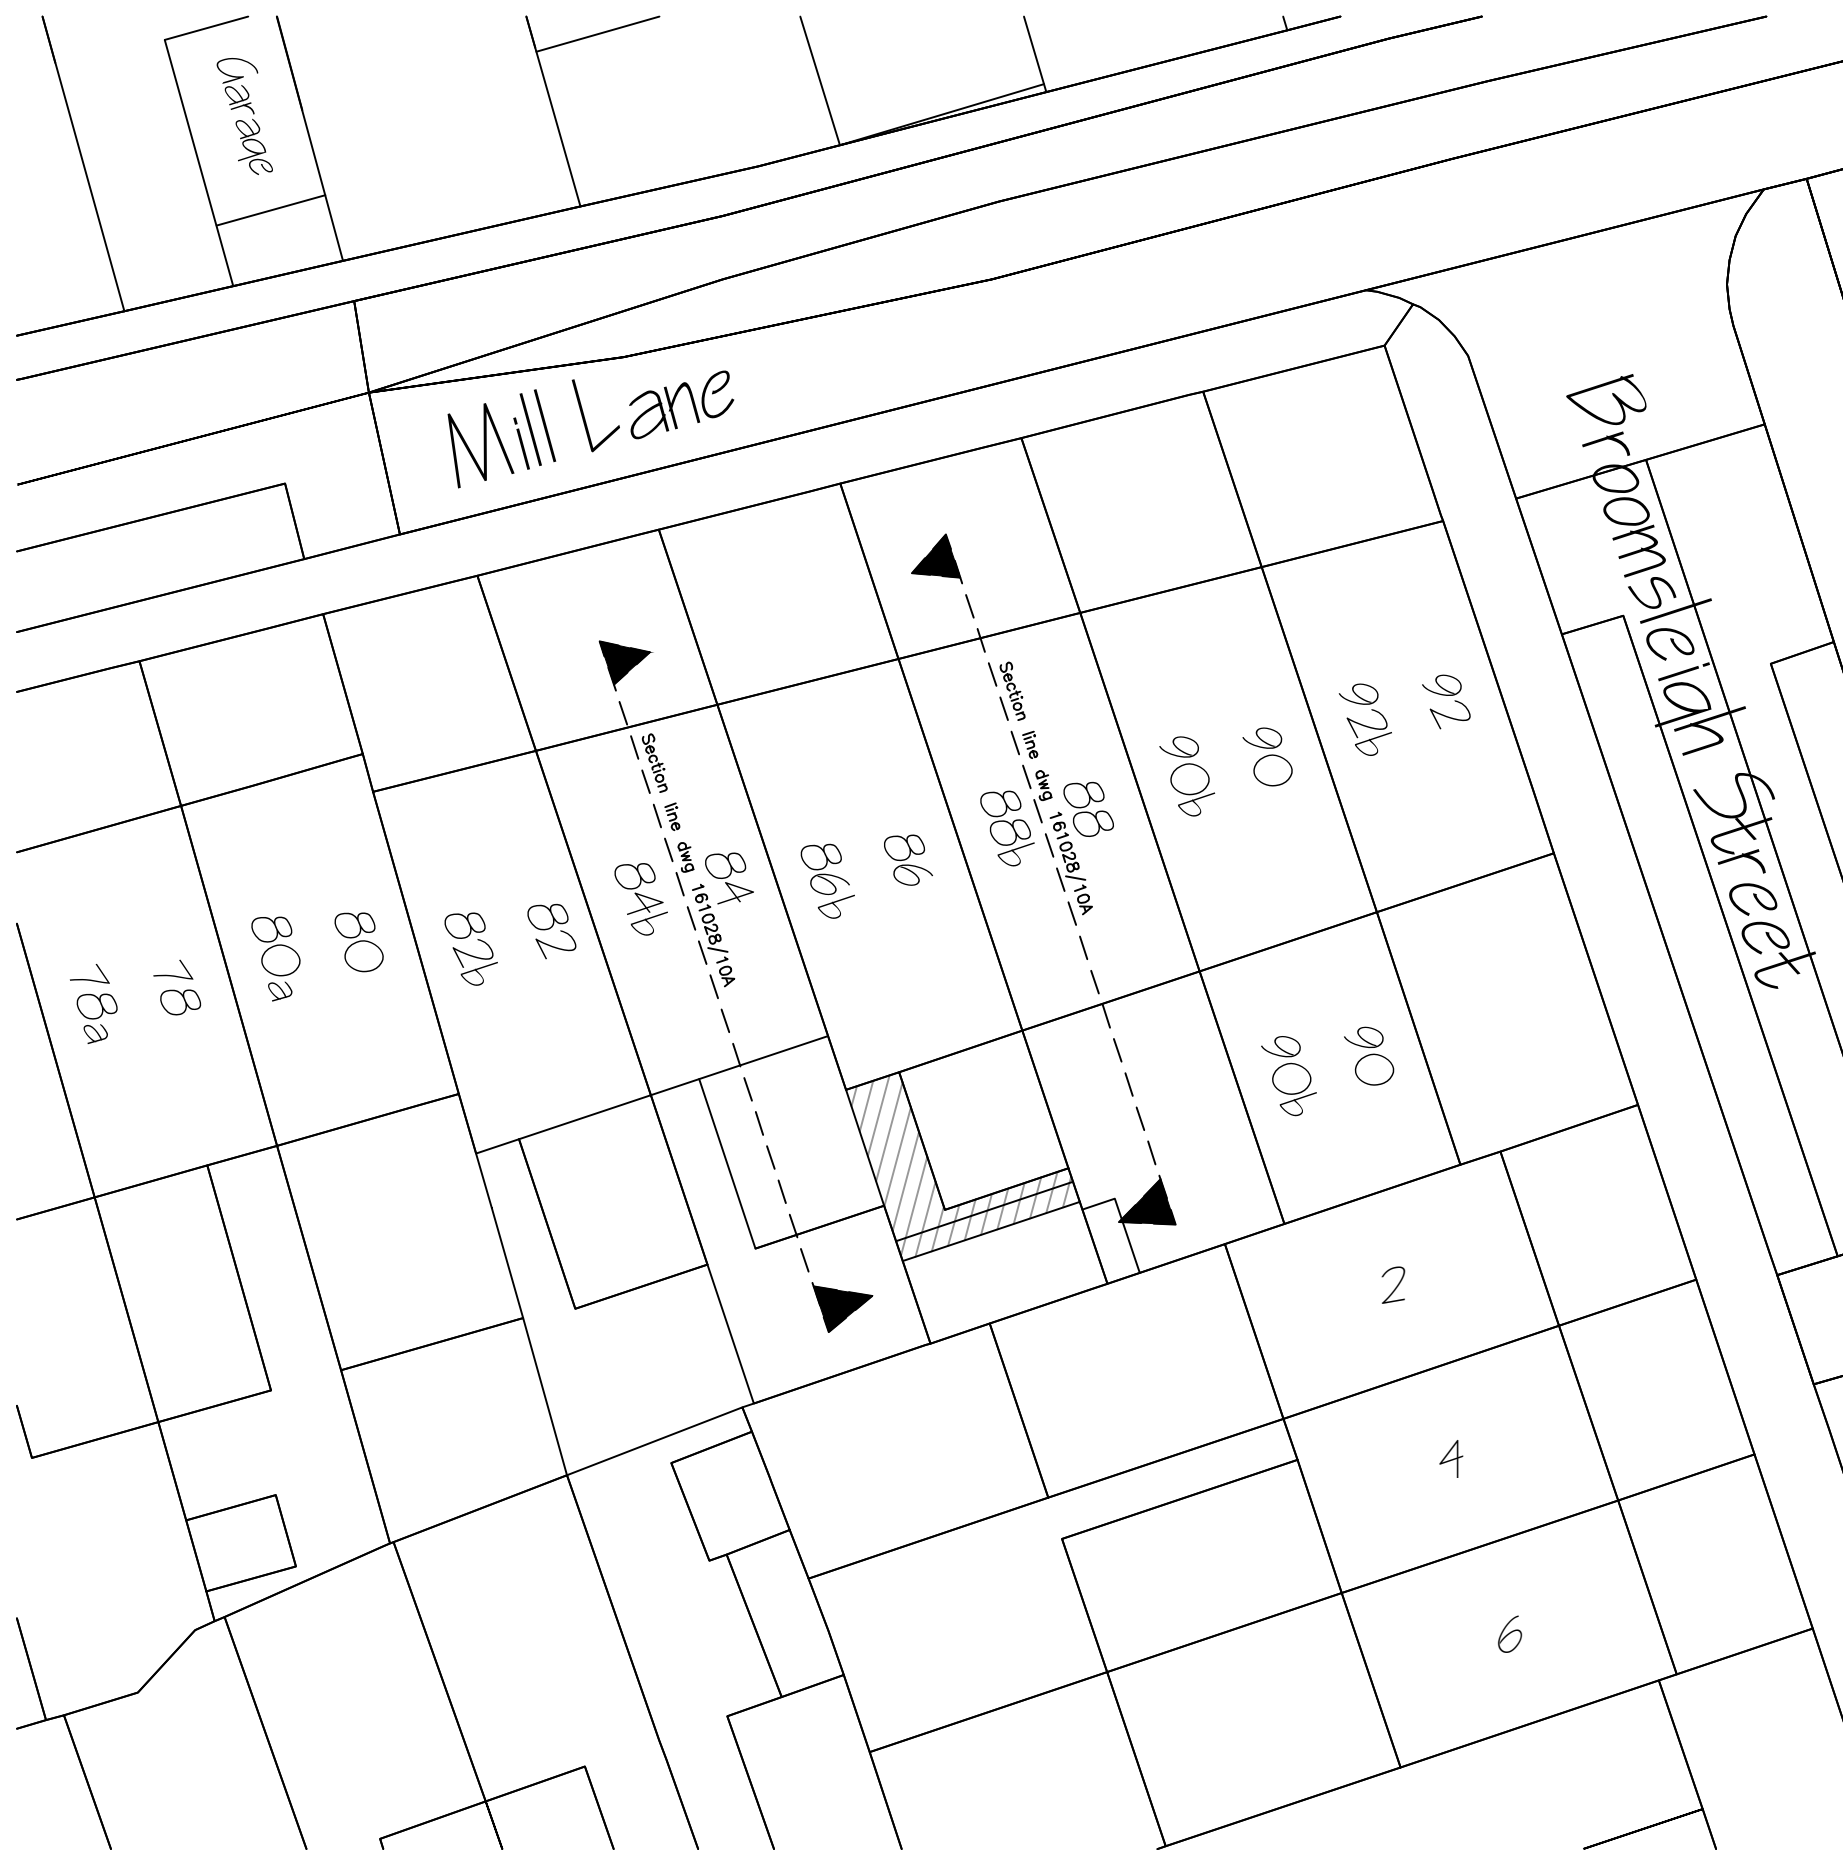 Garage
Mill Lane
Broomsleigh Street
Section line dwg 161028/10A
Section line dwg 161028/10A
92
92b
90
90b
88
88b
86
86b
84
84b
82
82b
80
80a
78
78a
90
90b
2
4
6